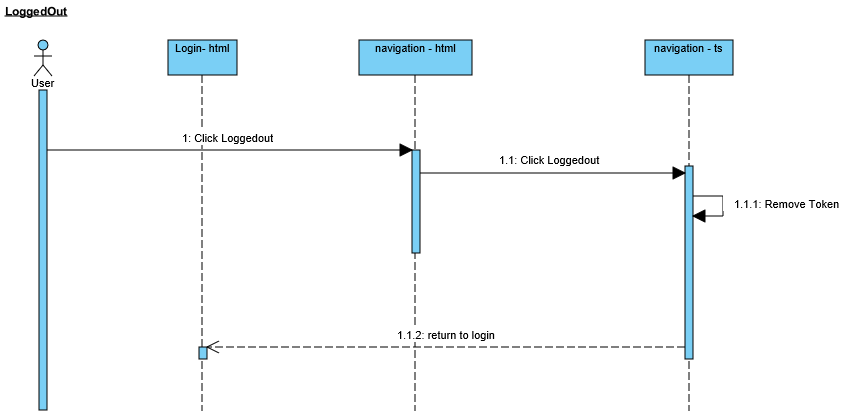 LoggedOut
Login- html
navigation - html
navigation - ts
User
1: Click Loggedout
1.1: Click Loggedout
1.1.1: Remove Token
1.1.2: return to login